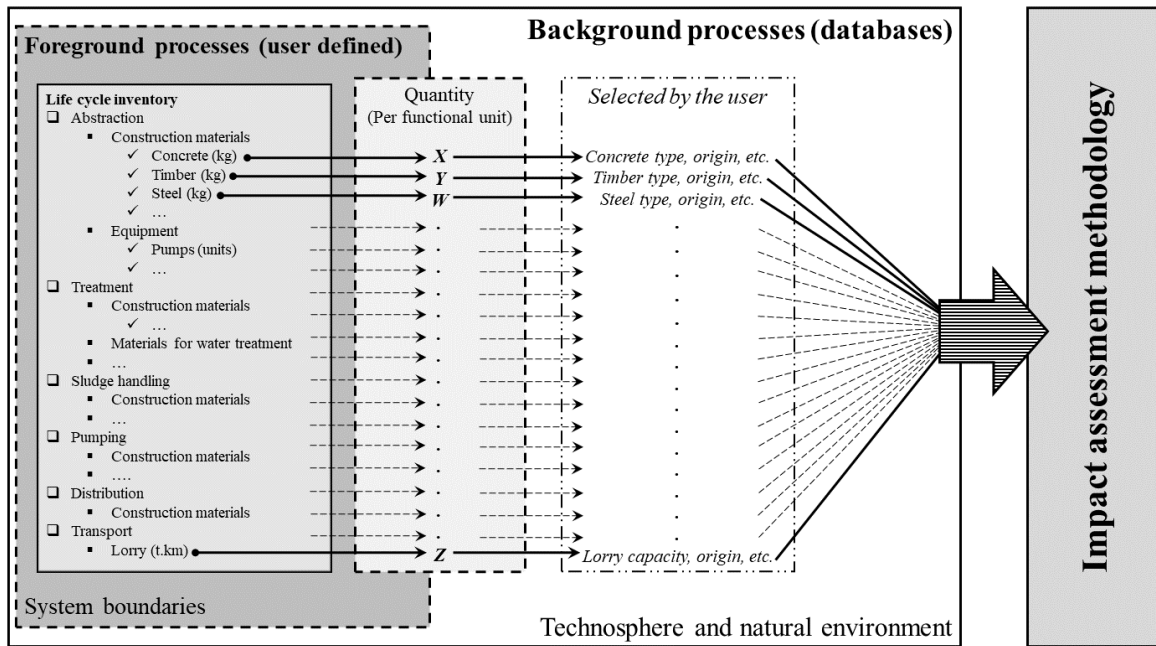 Background processes (databases)
Foreground processes (user defined)
Life cycle inventory
❑ Abstraction
▪ Construction materials
✓ Concrete (kg)
✓ Timber (kg)
✓ Steel (kg)
✓ …
▪ Equipment
✓ Pumps (units)
✓ …
❑ Treatment
▪ Construction materials
✓ …
▪ Materials for water treatment
▪ …
❑ Sludge handling
▪ Construction materials
▪ …
❑ Pumping
▪ Construction materials
▪ ….
❑ Distribution
▪ Construction materials
❑ Transport
▪ Lorry (t.km)
System boundaries
Quantity
(Per functional unit)
X
Y
W
Z
Selected by the user
Concrete type, origin, etc.
Timber type, origin, etc.
Steel type, origin, etc.
Lorry capacity, origin, etc.
Technosphere and natural environment
Impact assessment methodology